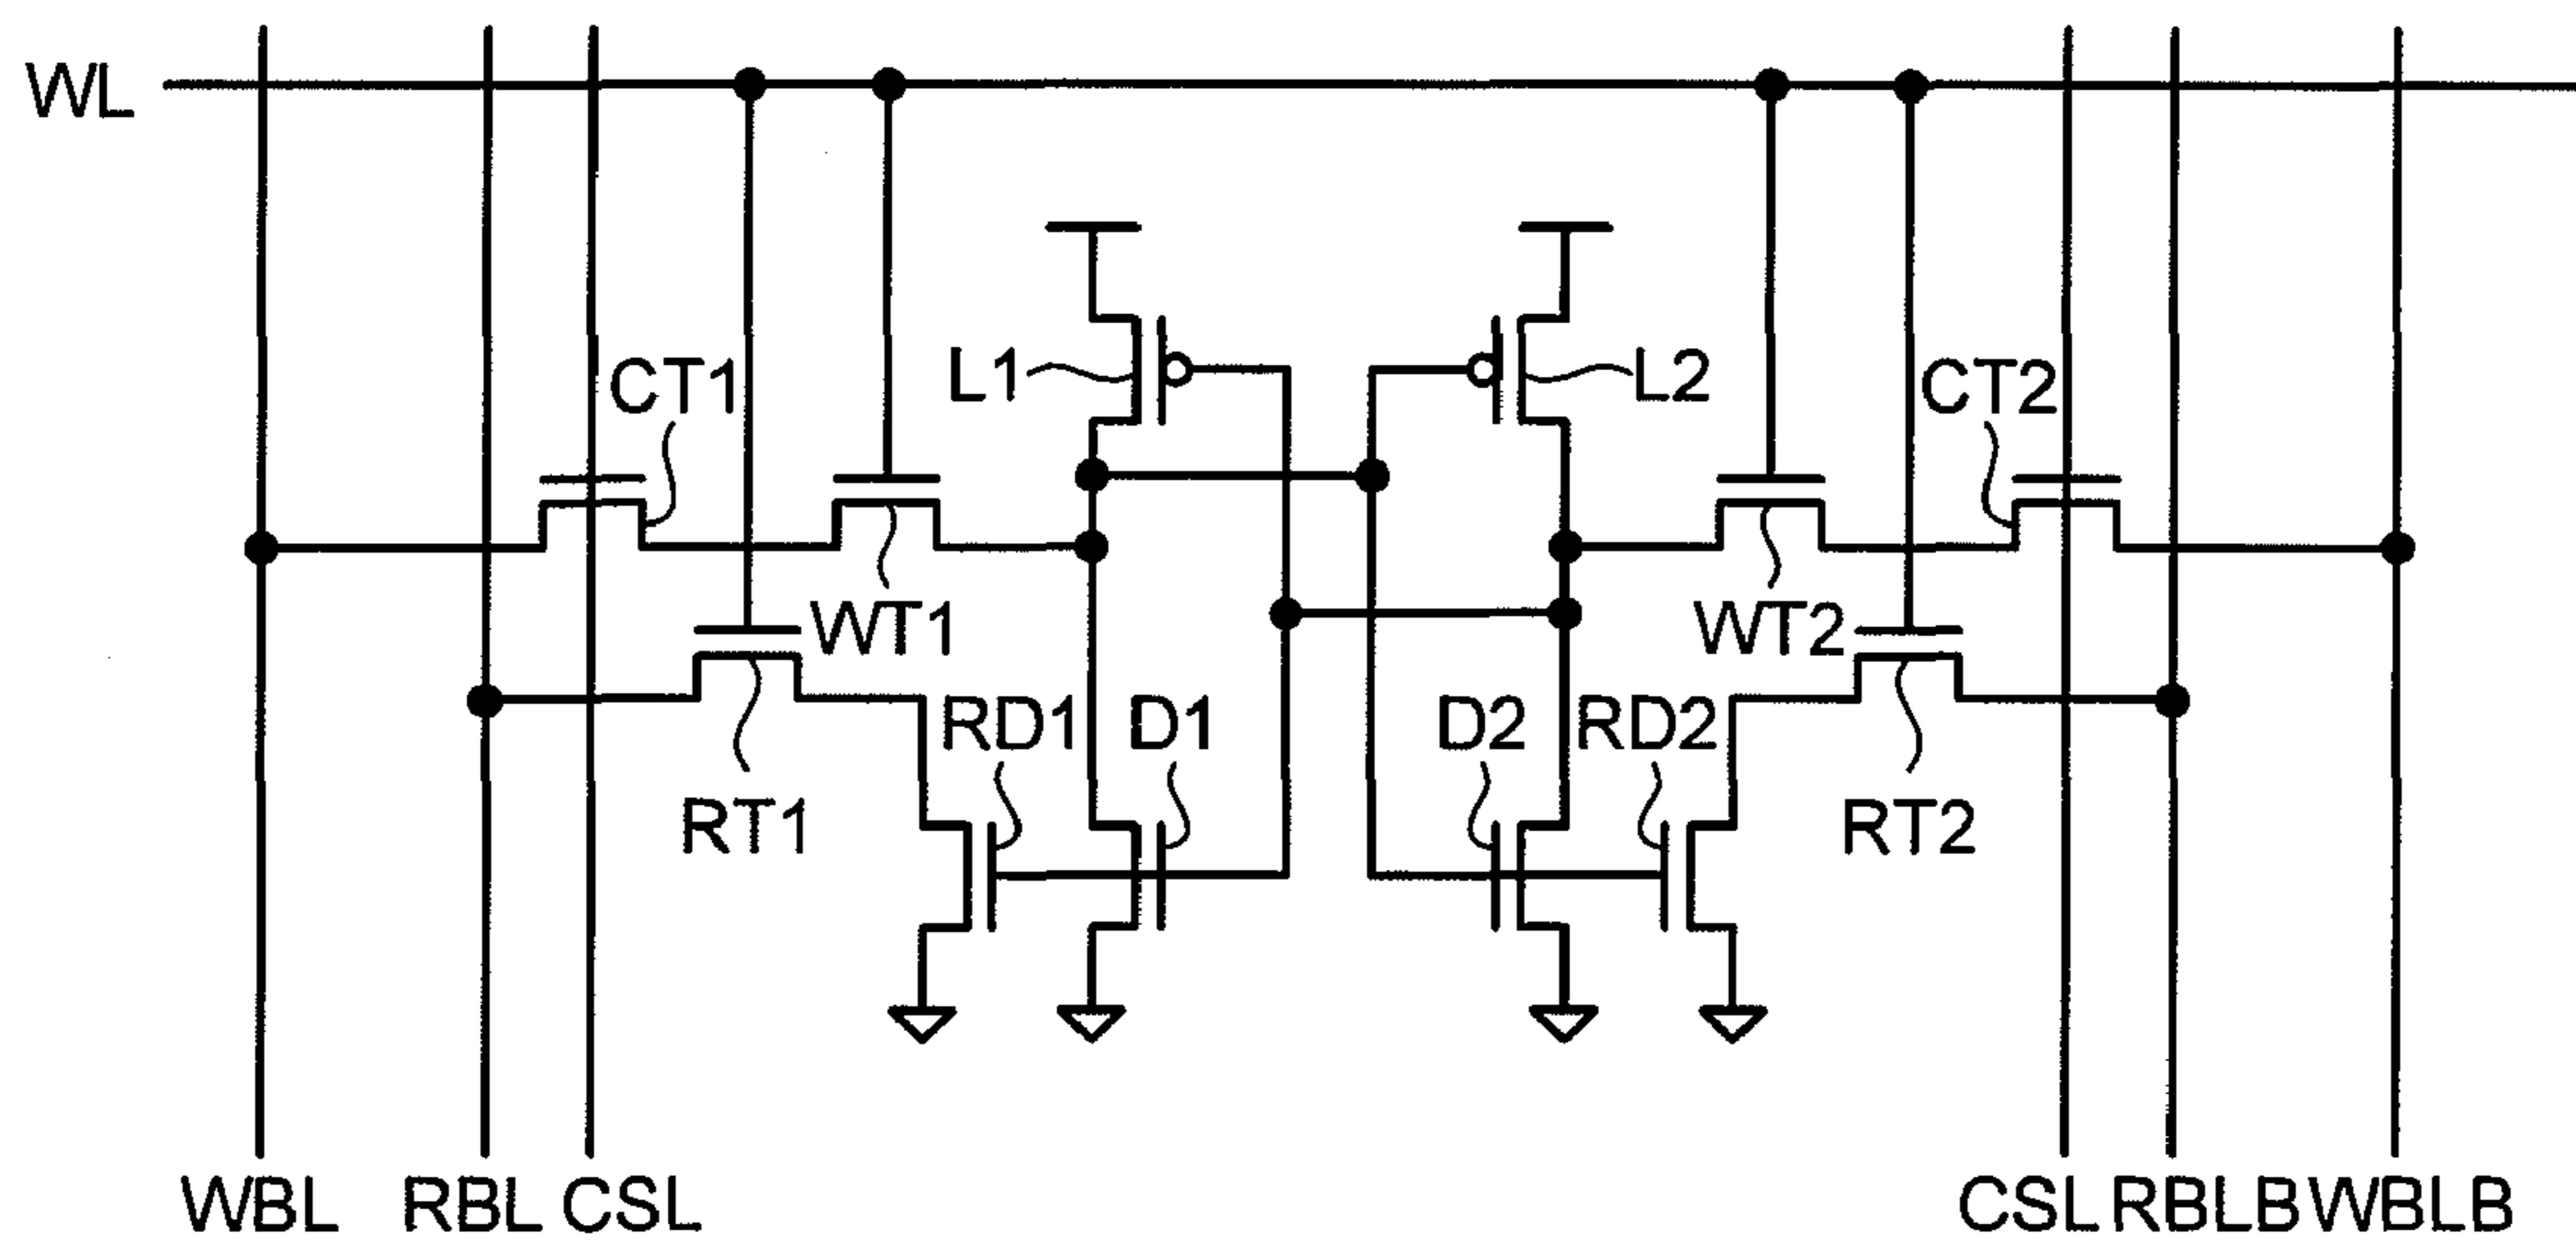 WL
L1
L2
CT1
CT2
WT1
WT2
RD1
D1
D2
RD2
RT1
RT2
WBL
RBL
CSL
CSL
RBLB
WBLB